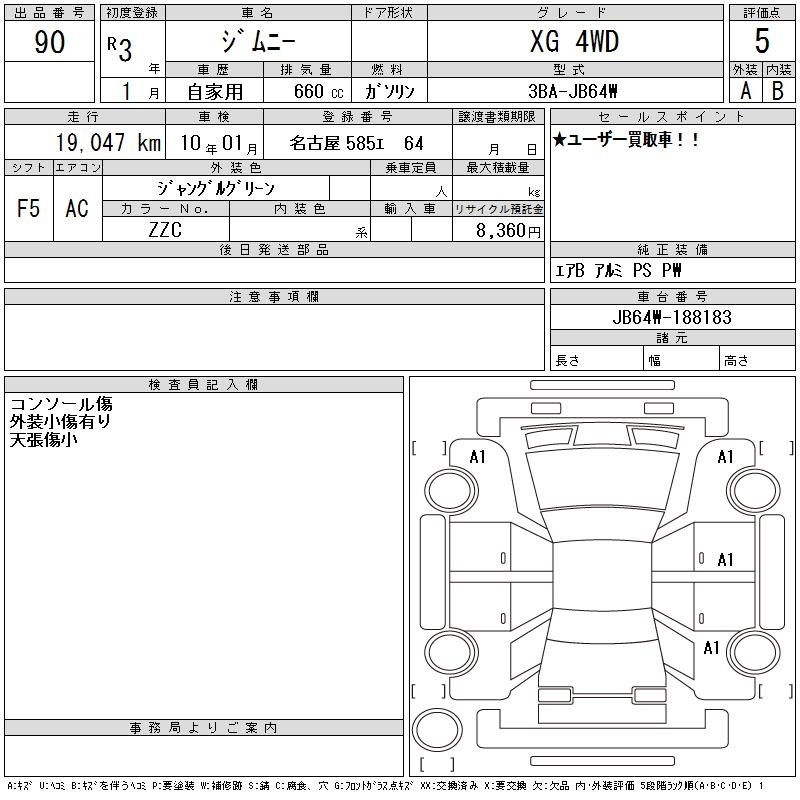 出品番号 初度登録 車名 ドア形状 グレード 評価点
90 R3年 ジムニー XG 4WD 5
車歴 排気量 燃料 型式 外装 内装
1月 自家用 660cc ガソリン 3BA-JB64W A B
走行 車検 登録番号 譲渡書類期限 セールスポイント
19,047 km 10年01月 名古屋 585エ 64 月 日 ★ユーザー買取車！！
シフト エアコン 外装色 乗車定員 最大積載量
F5 AC ジャングルグリーン 人 kg
カラーNo. 内装色 輸入車 リサイクル預託金
ZZC 系 8,360円
後日発送部品 純正装備
エアB アルミ PS PW
注意事項欄 車台番号
JB64W-188183
諸元
長さ 幅 高さ
検査員記入欄
コンソール傷
外装小傷有り
天張傷小
[ ] A1 A1 [ ]
A1
A1
[ ] [ ]
[ ]
事務局よりご案内
A:キズ U:ヘコミ B:キズを伴うヘコミ P:要塗装 W:補修跡 S:錆 C:腐食、穴 G:フロントガラス点キズ XX:交換済み X:要交換 欠:欠品 内・外装評価 5段階ランク順(A・B・C・D・E) 1